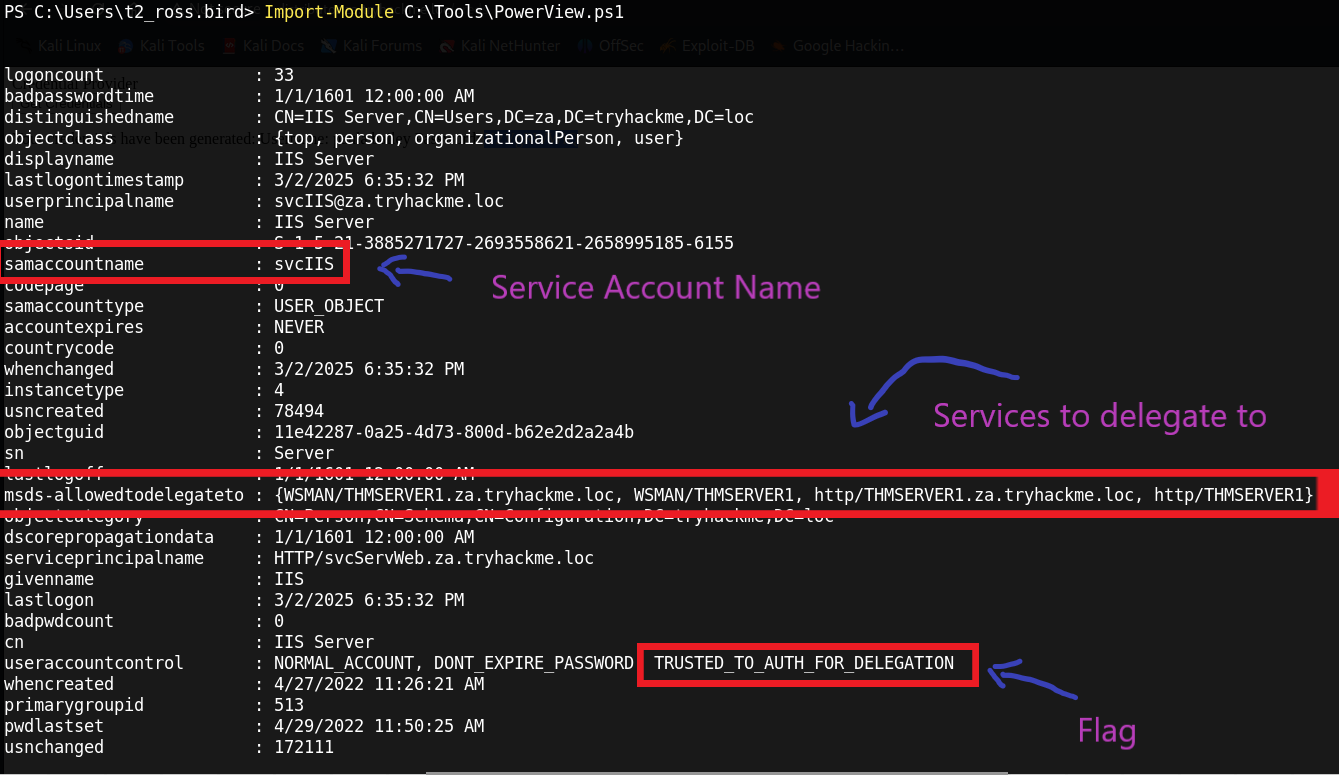 PS C:\Users\t2_ross.bird> Import-Module C:\Tools\PowerView.ps1
Kali Linux Kali Tools Kali Docs Kali Forums Kali NetHunter OffSec Exploit-DB Google Hackin…
logoncount : 33
badpasswordtime : 1/1/1601 12:00:00 AM
distinguishedname : CN=IIS Server,CN=Users,DC=za,DC=tryhackme,DC=loc
objectclass : {top, person, organizationalPerson, user}
displayname : IIS Server
lastlogontimestamp : 3/2/2025 6:35:32 PM
userprincipalname : svcIIS@za.tryhackme.loc
name : IIS Server
objectsid : S-1-5-21-3885271727-2693558621-2658995185-6155
samaccountname : svcIIS
Service Account Name
codepage : 0
samaccounttype : USER_OBJECT
accountexpires : NEVER
countrycode : 0
whenchanged : 3/2/2025 6:35:32 PM
instancetype : 4
usncreated : 78494
Services to delegate to
objectguid : 11e42287-0a25-4d73-800d-b62e2d2a2a4b
sn : Server
lastlogoff : 1/1/1601 12:00:00 AM
msds-allowedtodelegateto : {WSMAN/THMSERVER1.za.tryhackme.loc, WSMAN/THMSERVER1, http/THMSERVER1.za.tryhackme.loc, http/THMSERVER1}
objectcategory : CN=Person,CN=Schema,CN=Configuration,DC=tryhackme,DC=loc
dscorepropagationdata : 1/1/1601 12:00:00 AM
serviceprincipalname : HTTP/svcServWeb.za.tryhackme.loc
givenname : IIS
lastlogon : 3/2/2025 6:35:32 PM
badpwdcount : 0
cn : IIS Server
useraccountcontrol : NORMAL_ACCOUNT, DONT_EXPIRE_PASSWORD TRUSTED_TO_AUTH_FOR_DELEGATION
whencreated : 4/27/2022 11:26:21 AM
primarygroupid : 513
pwdlastset : 4/29/2022 11:50:25 AM
Flag
usnchanged : 172111